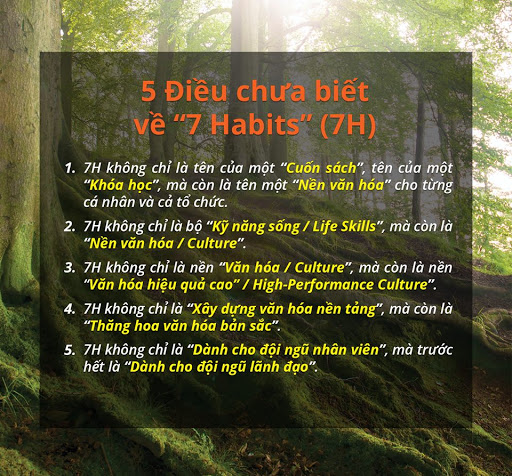 5 Điều chưa biết
về “7 Habits” (7H)
1. 7H không chỉ là tên của một “Cuốn sách”, tên của một
“Khóa học”, mà còn là tên một “Nền văn hóa” cho từng
cá nhân và cả tổ chức.
2. 7H không chỉ là bộ “Kỹ năng sống / Life Skills”, mà còn là
“Nền văn hóa / Culture”.
3. 7H không chỉ là nền “Văn hóa / Culture”, mà còn là nền
“Văn hóa hiệu quả cao” / High-Performance Culture”.
4. 7H không chỉ là “Xây dựng văn hóa nền tảng”, mà còn là
“Thăng hoa văn hóa bản sắc”.
5. 7H không chỉ là “Dành cho đội ngũ nhân viên”, mà trước
hết là “Dành cho đội ngũ lãnh đạo”.